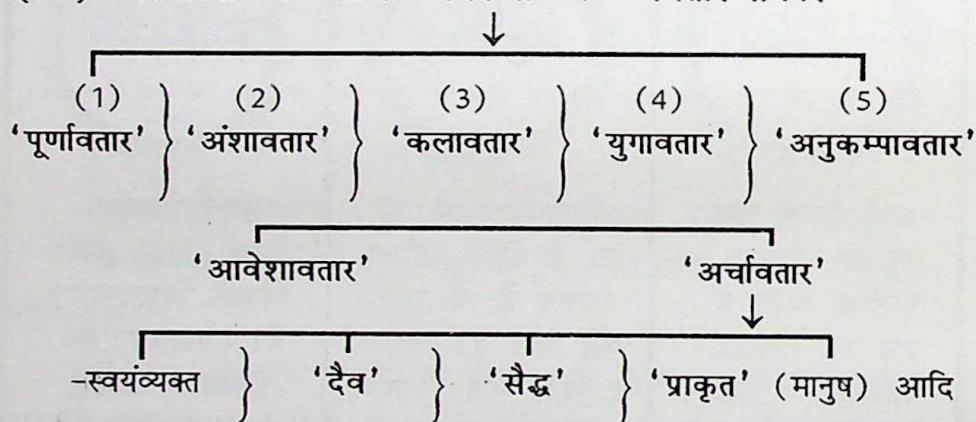 (1) (2) (3) (4) (5)
'पूर्णावतार' 'अंशावतार' 'कलावतार' 'युगावतार' 'अनुकम्पावतार'
'आवेशावतार' 'अर्चावतार'
-स्वयंव्यक्त 'दैव' 'सैद्ध' 'प्राकृत' (मानुष) आदि